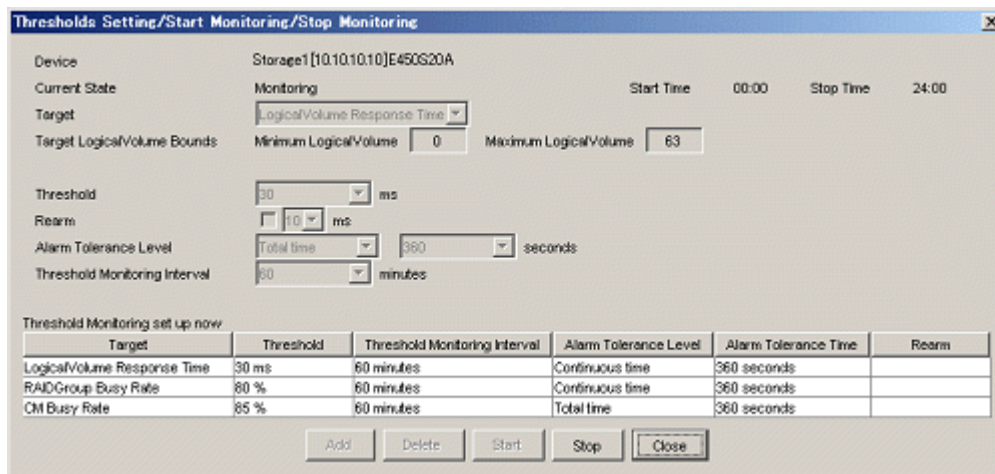 Thresholds Setting/Start Monitoring/Stop Monitoring
Device Storage1[10.10.10.10]E450S20A
Current State Monitoring Start Time 00:00 Stop Time 24:00
Target LogicalVolume Response Time
Target LogicalVolume Bounds Minimum LogicalVolume 0 Maximum LogicalVolume 63
Threshold 30 ms
Rearm 10 ms
Alarm Tolerance Level Total time 360 seconds
Threshold Monitoring Interval 60 minutes
Threshold Monitoring set up now
Target Threshold Threshold Monitoring Interval Alarm Tolerance Level Alarm Tolerance Time Rearm
LogicalVolume Response Time 30 ms 60 minutes Continuous time 360 seconds
RAIDGroup Busy Rate 80 % 60 minutes Continuous time 360 seconds
CM Busy Rate 85 % 60 minutes Total time 360 seconds
Add Delete Start Stop Close